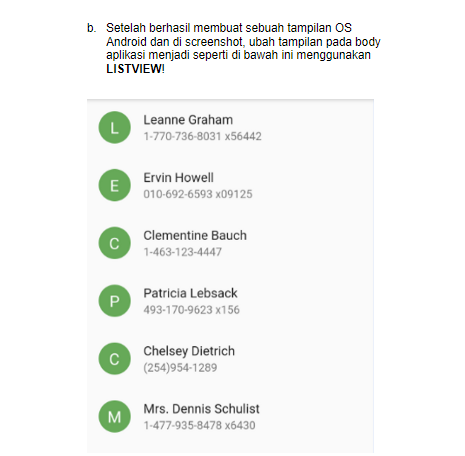 b. Setelah berhasil membuat sebuah tampilan OS
Android dan di screenshot, ubah tampilan pada body
aplikasi menjadi seperti di bawah ini menggunakan
LISTVIEW!
L
Leanne Graham
1-770-736-8031 x56442
E
Ervin Howell
010-692-6593 x09125
C
Clementine Bauch
1-463-123-4447
P
Patricia Lebsack
493-170-9623 x156
C
Chelsey Dietrich
(254)954-1289
M
Mrs. Dennis Schulist
1-477-935-8478 x6430